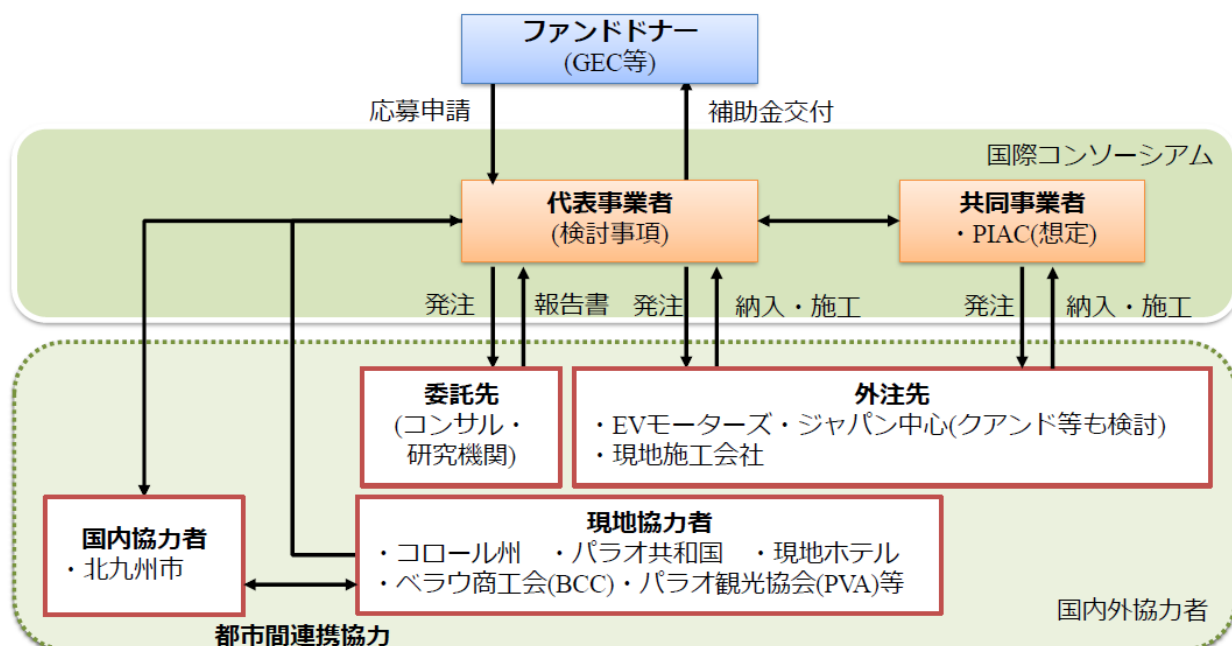 ファンドドナー
(GEC等)
応募申請
補助金交付
国際コンソーシアム
代表事業者
(検討事項)
共同事業者
・PIAC(想定)
発注
報告書
発注
納入・施工
発注
納入・施工
委託先
(コンサル・
研究機関)
外注先
・EVモーターズ・ジャパン中心(クアンド等も検討)
・現地施工会社
国内協力者
・北九州市
現地協力者
・コロール州 ・パラオ共和国 ・現地ホテル
・ベラウ商工会(BCC)・パラオ観光協会(PVA)等
国内外協力者
都市間連携協力